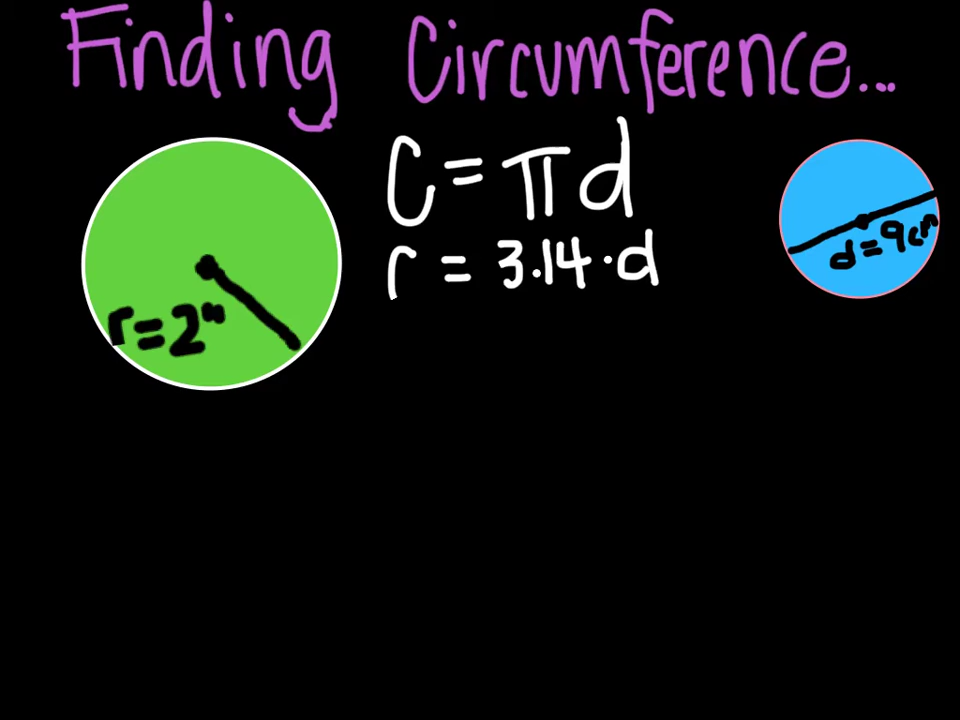 Finding Circumference...
C = πd
r = 3.14 · d
r = 2"
d = 9cm